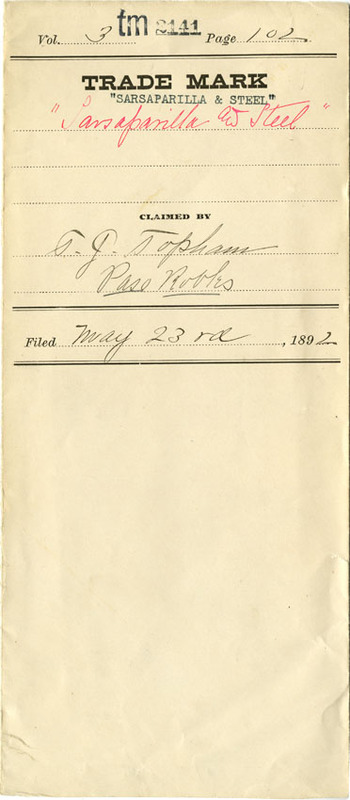 Vol. 3 tm 2141 Page 102
TRADE MARK
"SARSAPARILLA & STEEL"
"Sarsaparilla and Steel"
CLAIMED BY
T. J. Topham
Paso Robles
Filed May 23rd, 1892